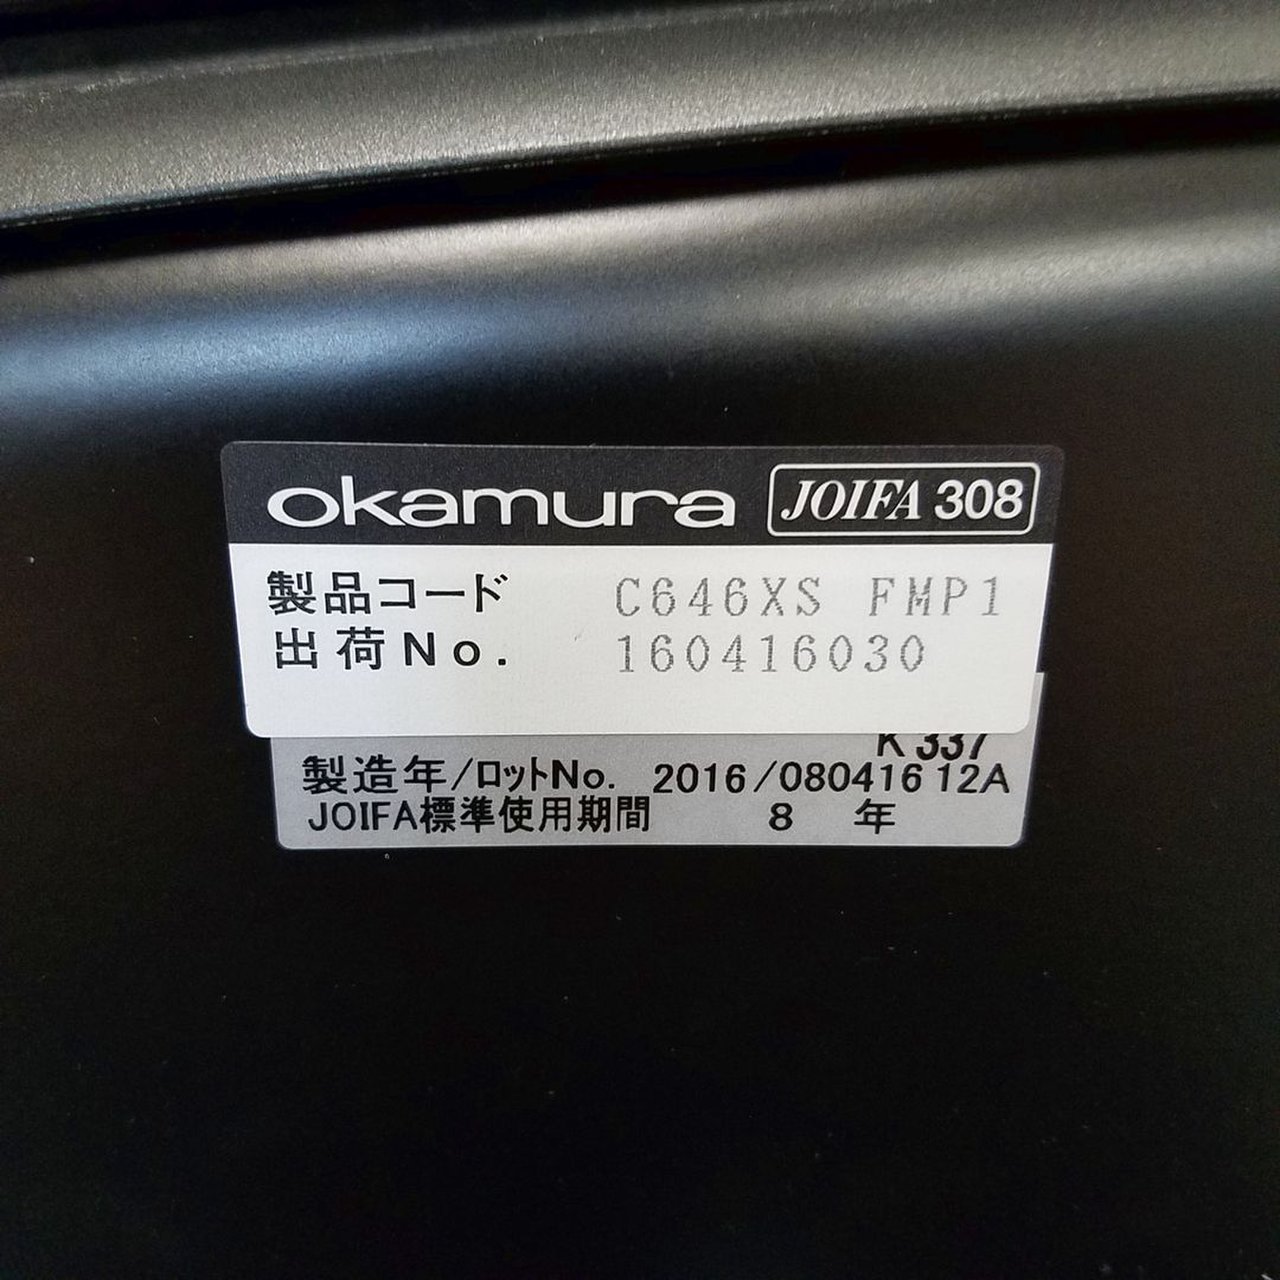 okamura JOIFA 308
製品コード C646XS FMP1
出荷No. 160416030
K 337
製造年/ロットNo. 2016/080416 12A
JOIFA標準使用期間 8 年